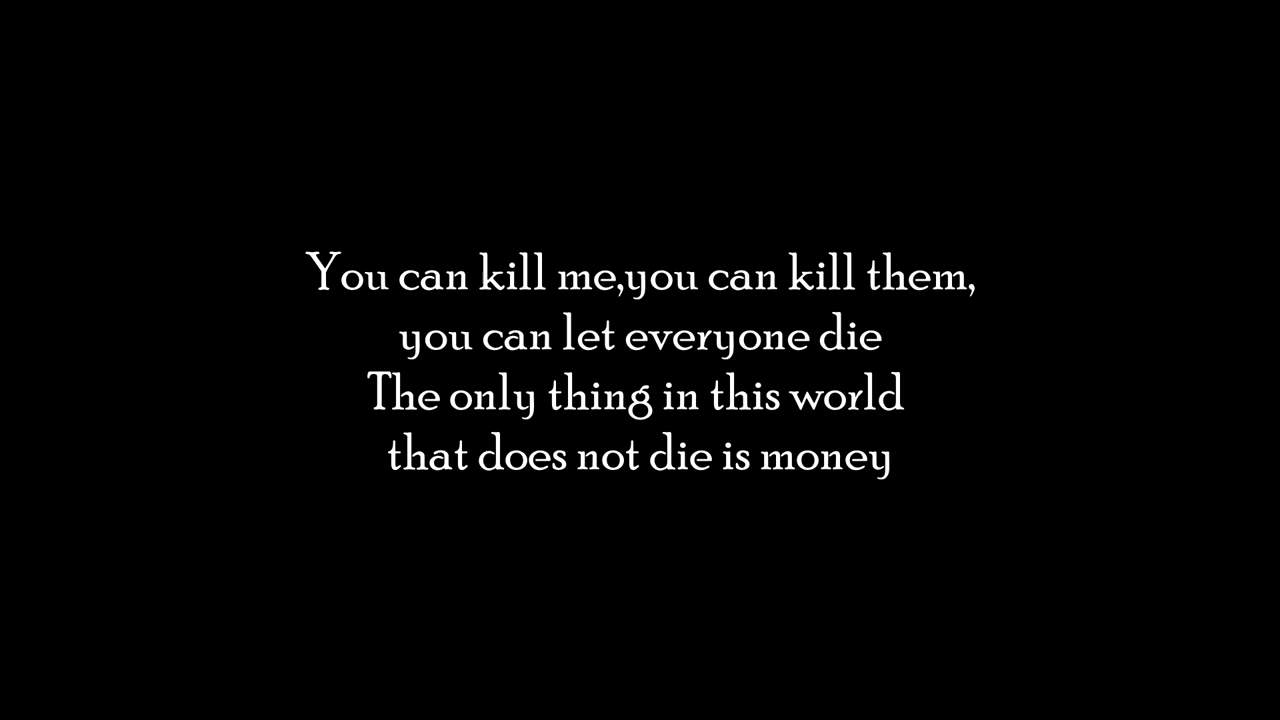 You can kill me,you can kill them,
you can let everyone die
The only thing in this world
that does not die is money